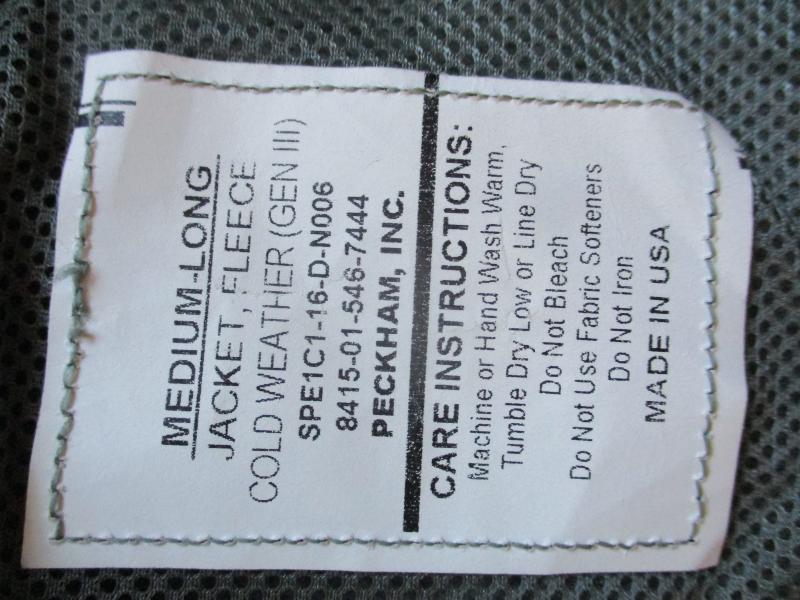 MEDIUM-LONG
JACKET, FLEECE
COLD WEATHER (GEN III)
SPE1C1-16-D-N006
8415-01-546-7444
PECKHAM, INC.
CARE INSTRUCTIONS:
Machine or Hand Wash Warm,
Tumble Dry Low or Line Dry
Do Not Bleach
Do Not Use Fabric Softeners
Do Not Iron
MADE IN USA